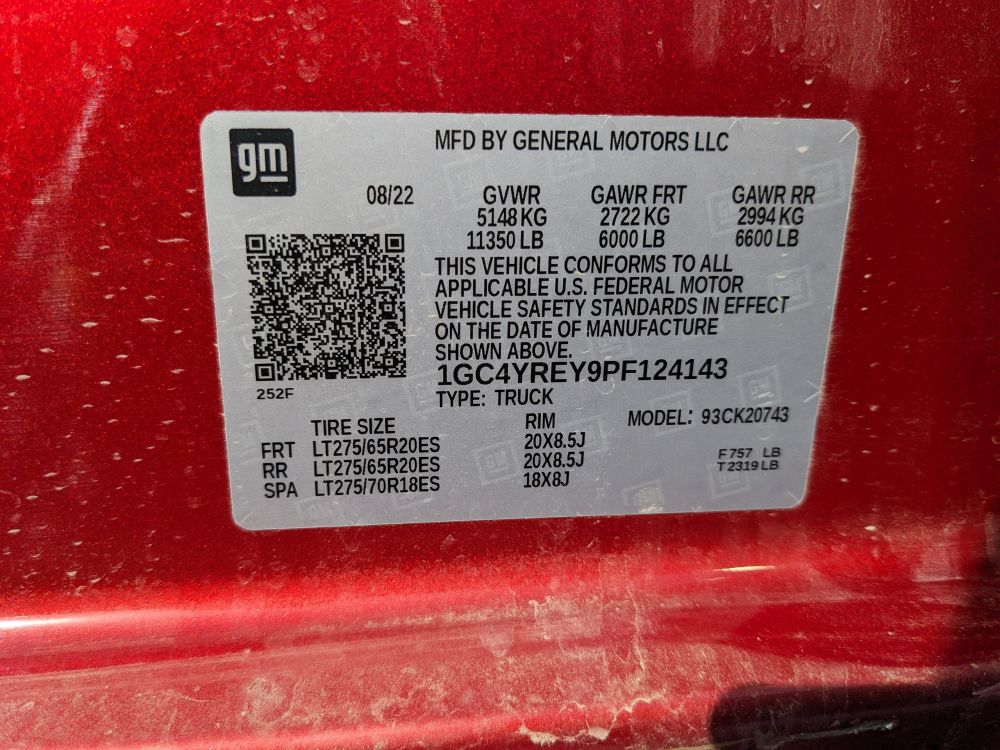 gm
MFD BY GENERAL MOTORS LLC
08/22 GVWR GAWR FRT GAWR RR
5148 KG 2722 KG 2994 KG
11350 LB 6000 LB 6600 LB
THIS VEHICLE CONFORMS TO ALL
APPLICABLE U.S. FEDERAL MOTOR
VEHICLE SAFETY STANDARDS IN EFFECT
ON THE DATE OF MANUFACTURE
SHOWN ABOVE.
1GC4YREY9PF124143
252F
TYPE: TRUCK
TIRE SIZE RIM MODEL: 93CK20743
FRT LT275/65R20ES 20X8.5J
RR LT275/65R20ES 20X8.5J
SPA LT275/70R18ES 18X8J
F757 LB
T2319 LB